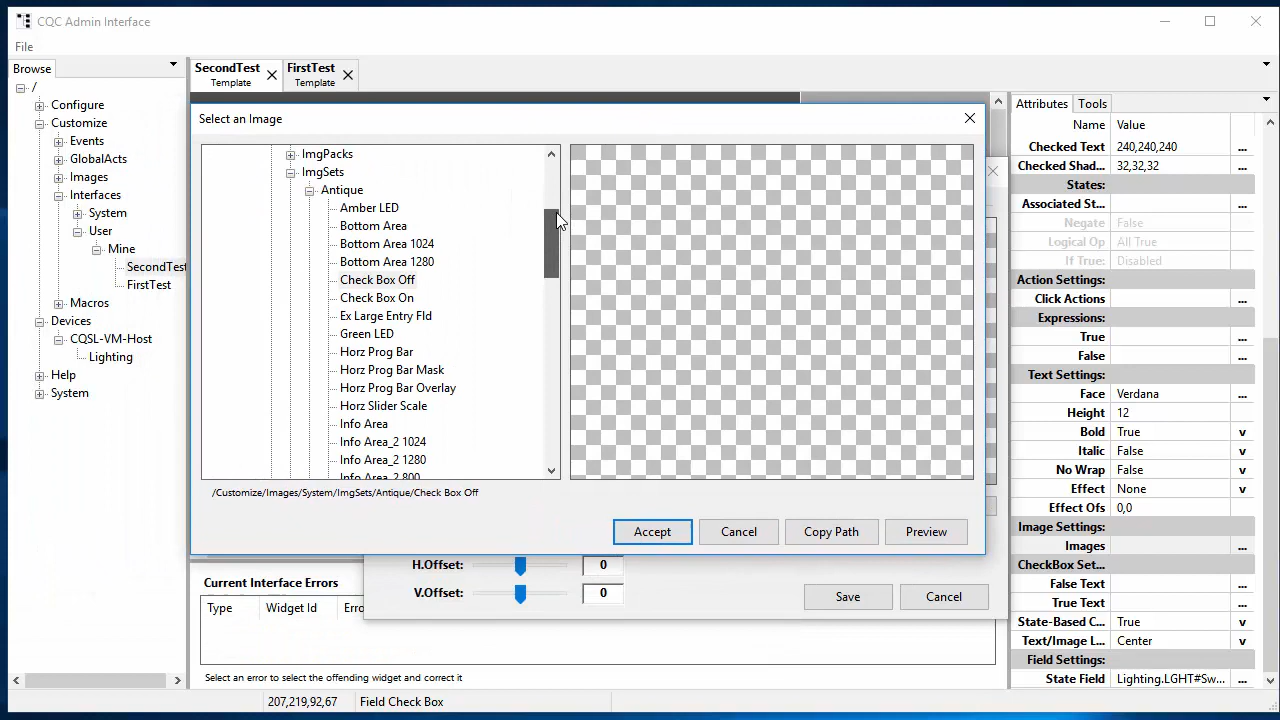 CQC Admin Interface
File
Browse
/
Configure
Customize
Events
GlobalActs
Images
Interfaces
System
User
Mine
SecondTest
FirstTest
Macros
Devices
CQSL-VM-Host
Lighting
Help
System
SecondTest
Template
FirstTest
Template
Select an Image
ImgPacks
ImgSets
Antique
Amber LED
Bottom Area
Bottom Area 1024
Bottom Area 1280
Check Box Off
Check Box On
Ex Large Entry Fld
Green LED
Horz Prog Bar
Horz Prog Bar Mask
Horz Prog Bar Overlay
Horz Slider Scale
Info Area
Info Area_2 1024
Info Area_2 1280
Info Area_2 800
/Customize/Images/System/ImgSets/Antique/Check Box Off
Accept Cancel Copy Path Preview
H.Offset: 0
V.Offset: 0
Save Cancel
Current Interface Errors
Type Widget Id Erro
Select an error to select the offending widget and correct it
207,219,92,67 Field Check Box
Attributes Tools
Name Value
Checked Text 240,240,240 ...
Checked Shad... 32,32,32 ...
States:
Associated St... ...
Negate False
Logical Op All True
If True: Disabled
Action Settings:
Click Actions ...
Expressions:
True ...
False ...
Text Settings:
Face Verdana ...
Height 12
Bold True v
Italic False v
No Wrap False v
Effect None v
Effect Ofs 0,0
Image Settings:
Images ...
CheckBox Set...
False Text ...
True Text ...
State-Based C... True v
Text/Image L... Center v
Field Settings:
State Field Lighting.LGHT#Sw... ...